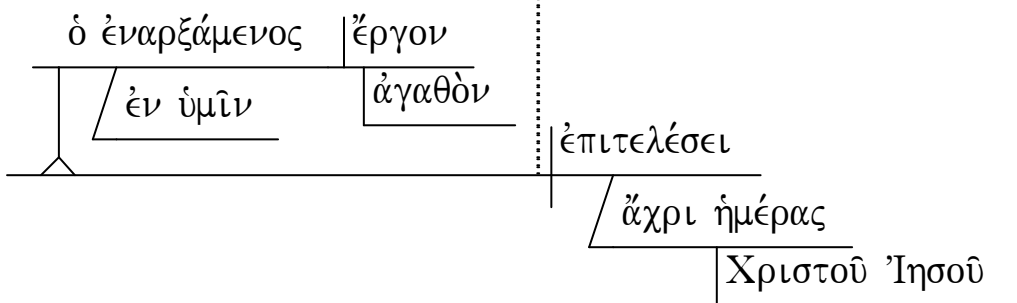 ὁ ἐναρξάμενος ἔργον
ἐν ὑμῖν ἀγαθὸν
ἐπιτελέσει
ἄχρι ἡμέρας
Χριστοῦ Ἰησοῦ